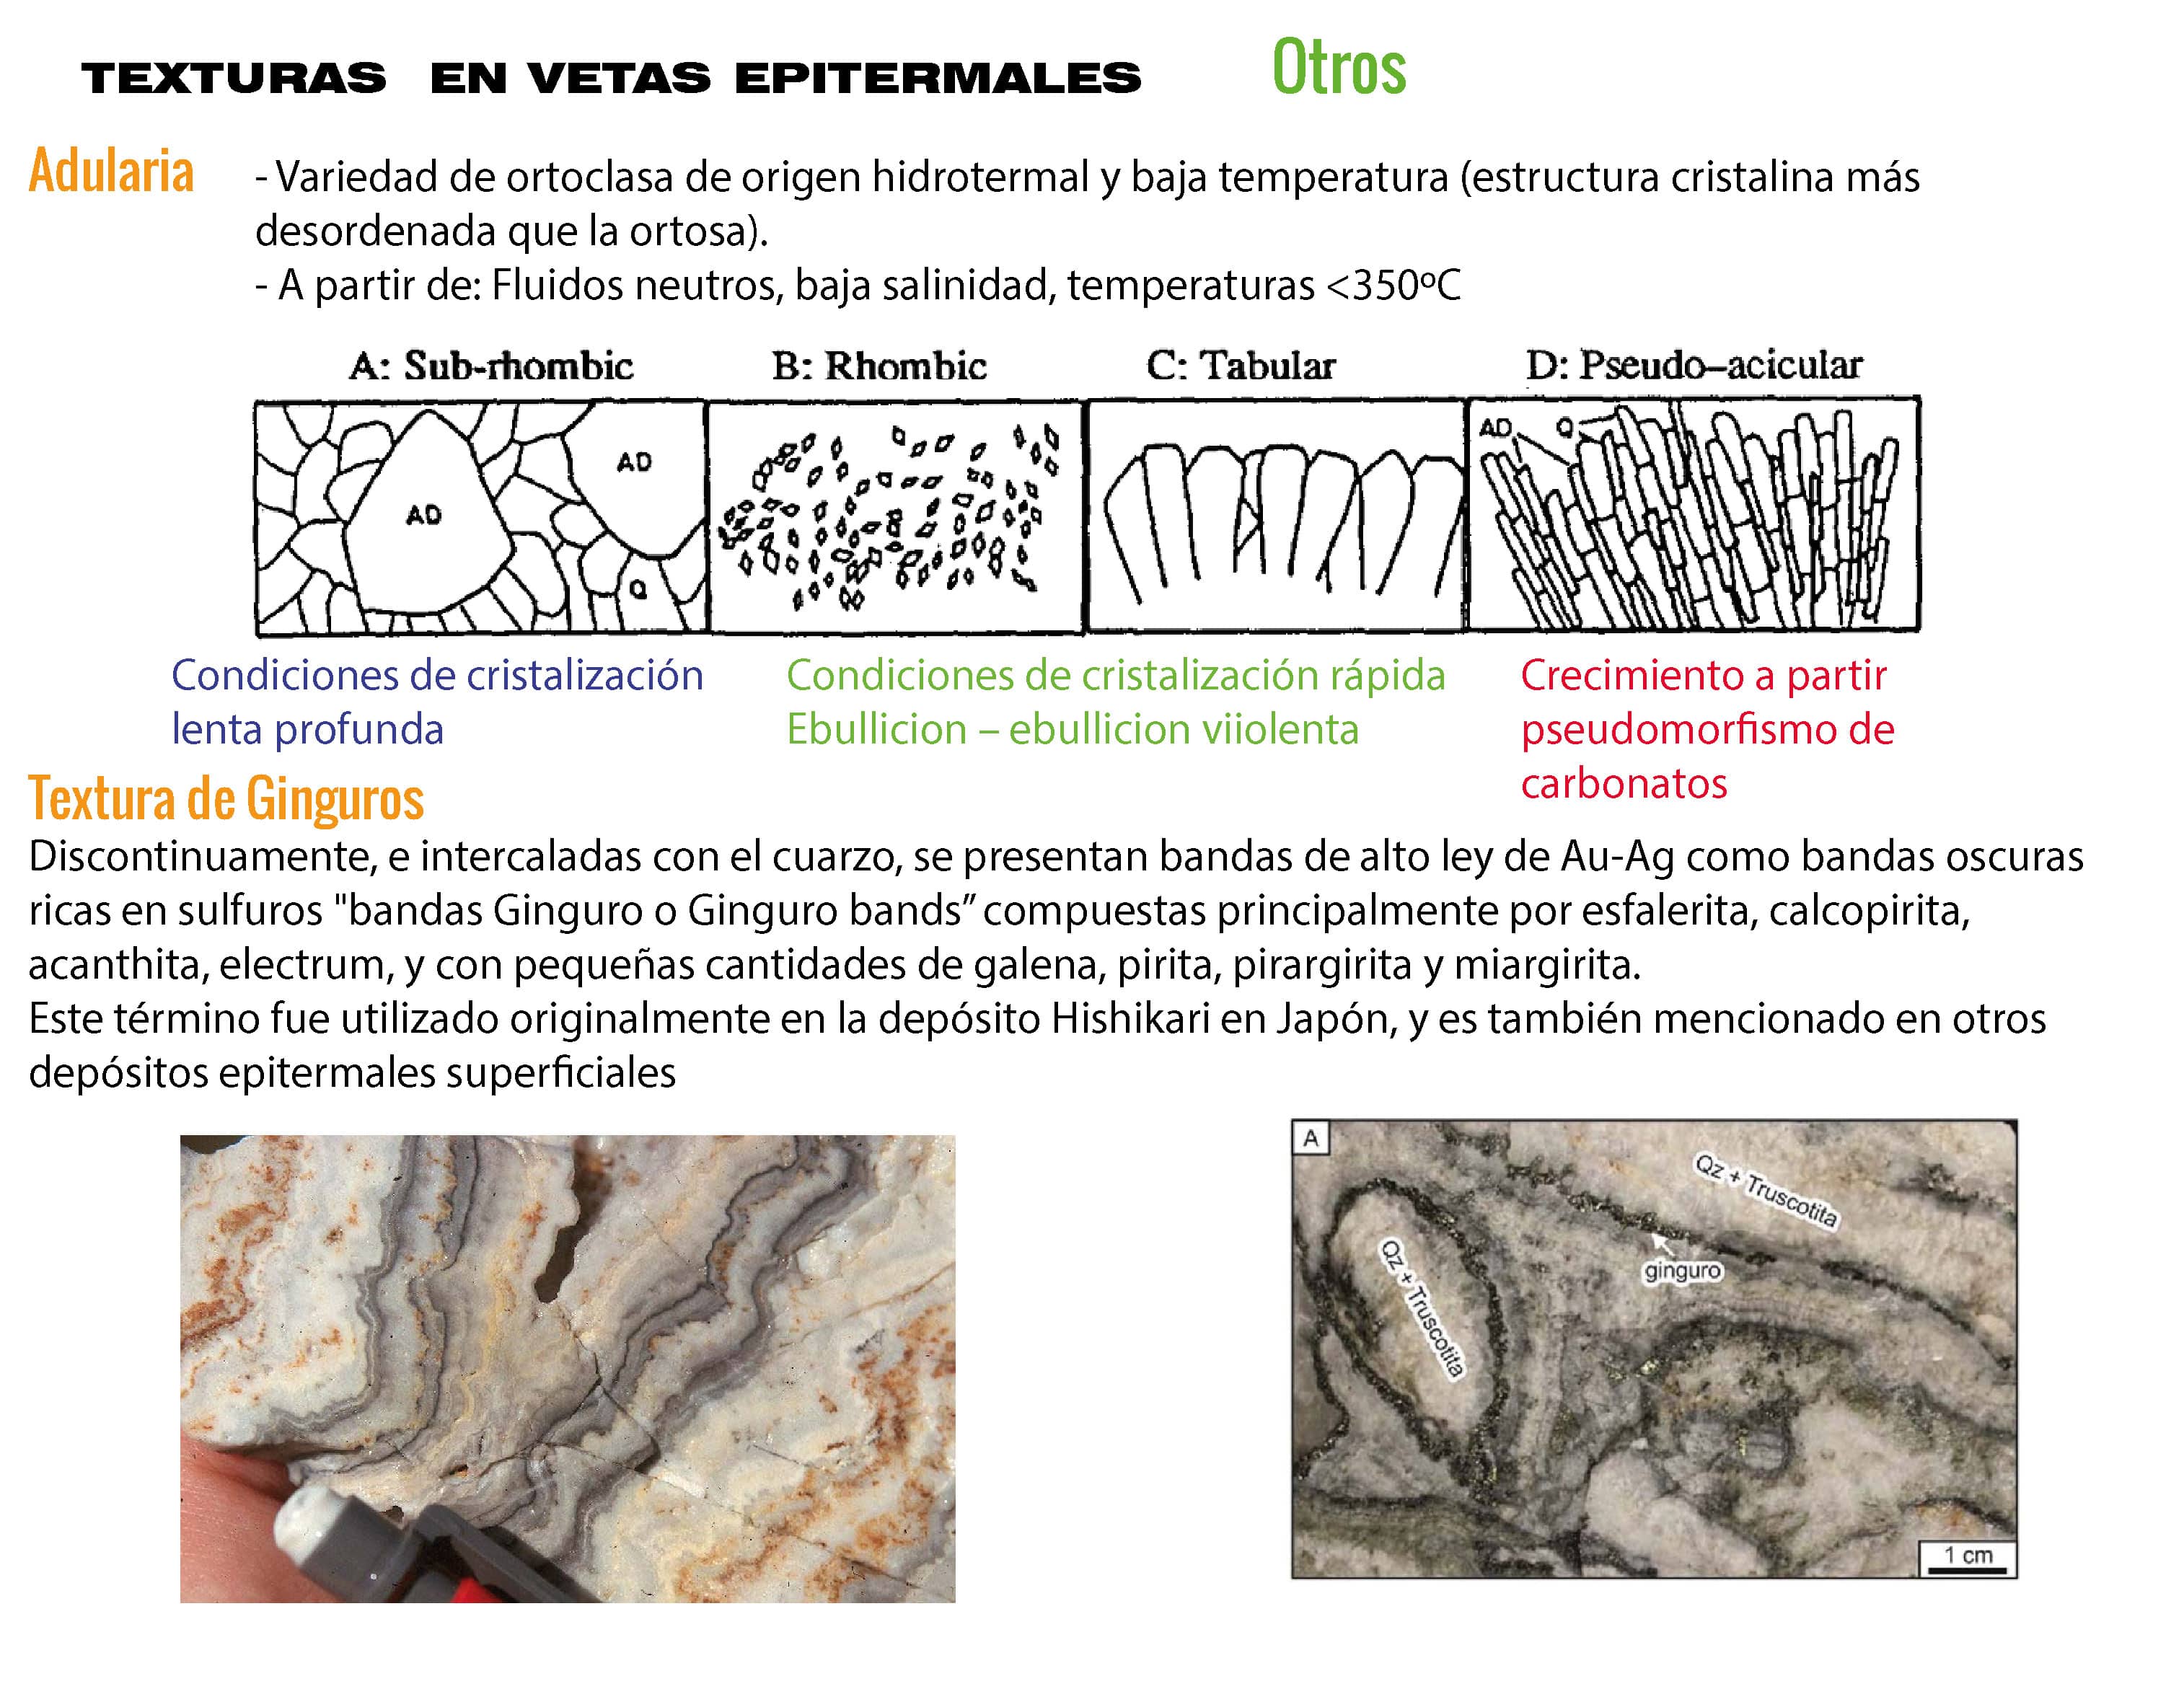 TEXTURAS EN VETAS EPITERMALES Otros
Adularia
- Variedad de ortoclasa de origen hidrotermal y baja temperatura (estructura cristalina más
desordenada que la ortosa).
- A partir de: Fluidos neutros, baja salinidad, temperaturas <350ºC
A: Sub-rhombic B: Rhombic C: Tabular D: Pseudo-acicular
AD
AD
Q
AD Q
Condiciones de cristalización
lenta profunda
Condiciones de cristalización rápida
Ebullicion – ebullicion viiolenta
Crecimiento a partir
pseudomorfismo de
carbonatos
Textura de Ginguros
Discontinuamente, e intercaladas con el cuarzo, se presentan bandas de alto ley de Au-Ag como bandas oscuras
ricas en sulfuros "bandas Ginguro o Ginguro bands” compuestas principalmente por esfalerita, calcopirita,
acanthita, electrum, y con pequeñas cantidades de galena, pirita, pirargirita y miargirita.
Este término fue utilizado originalmente en la depósito Hishikari en Japón, y es también mencionado en otros
depósitos epitermales superficiales
A
Qz + Truscotita
ginguro
Qz + Truscotita
1 cm